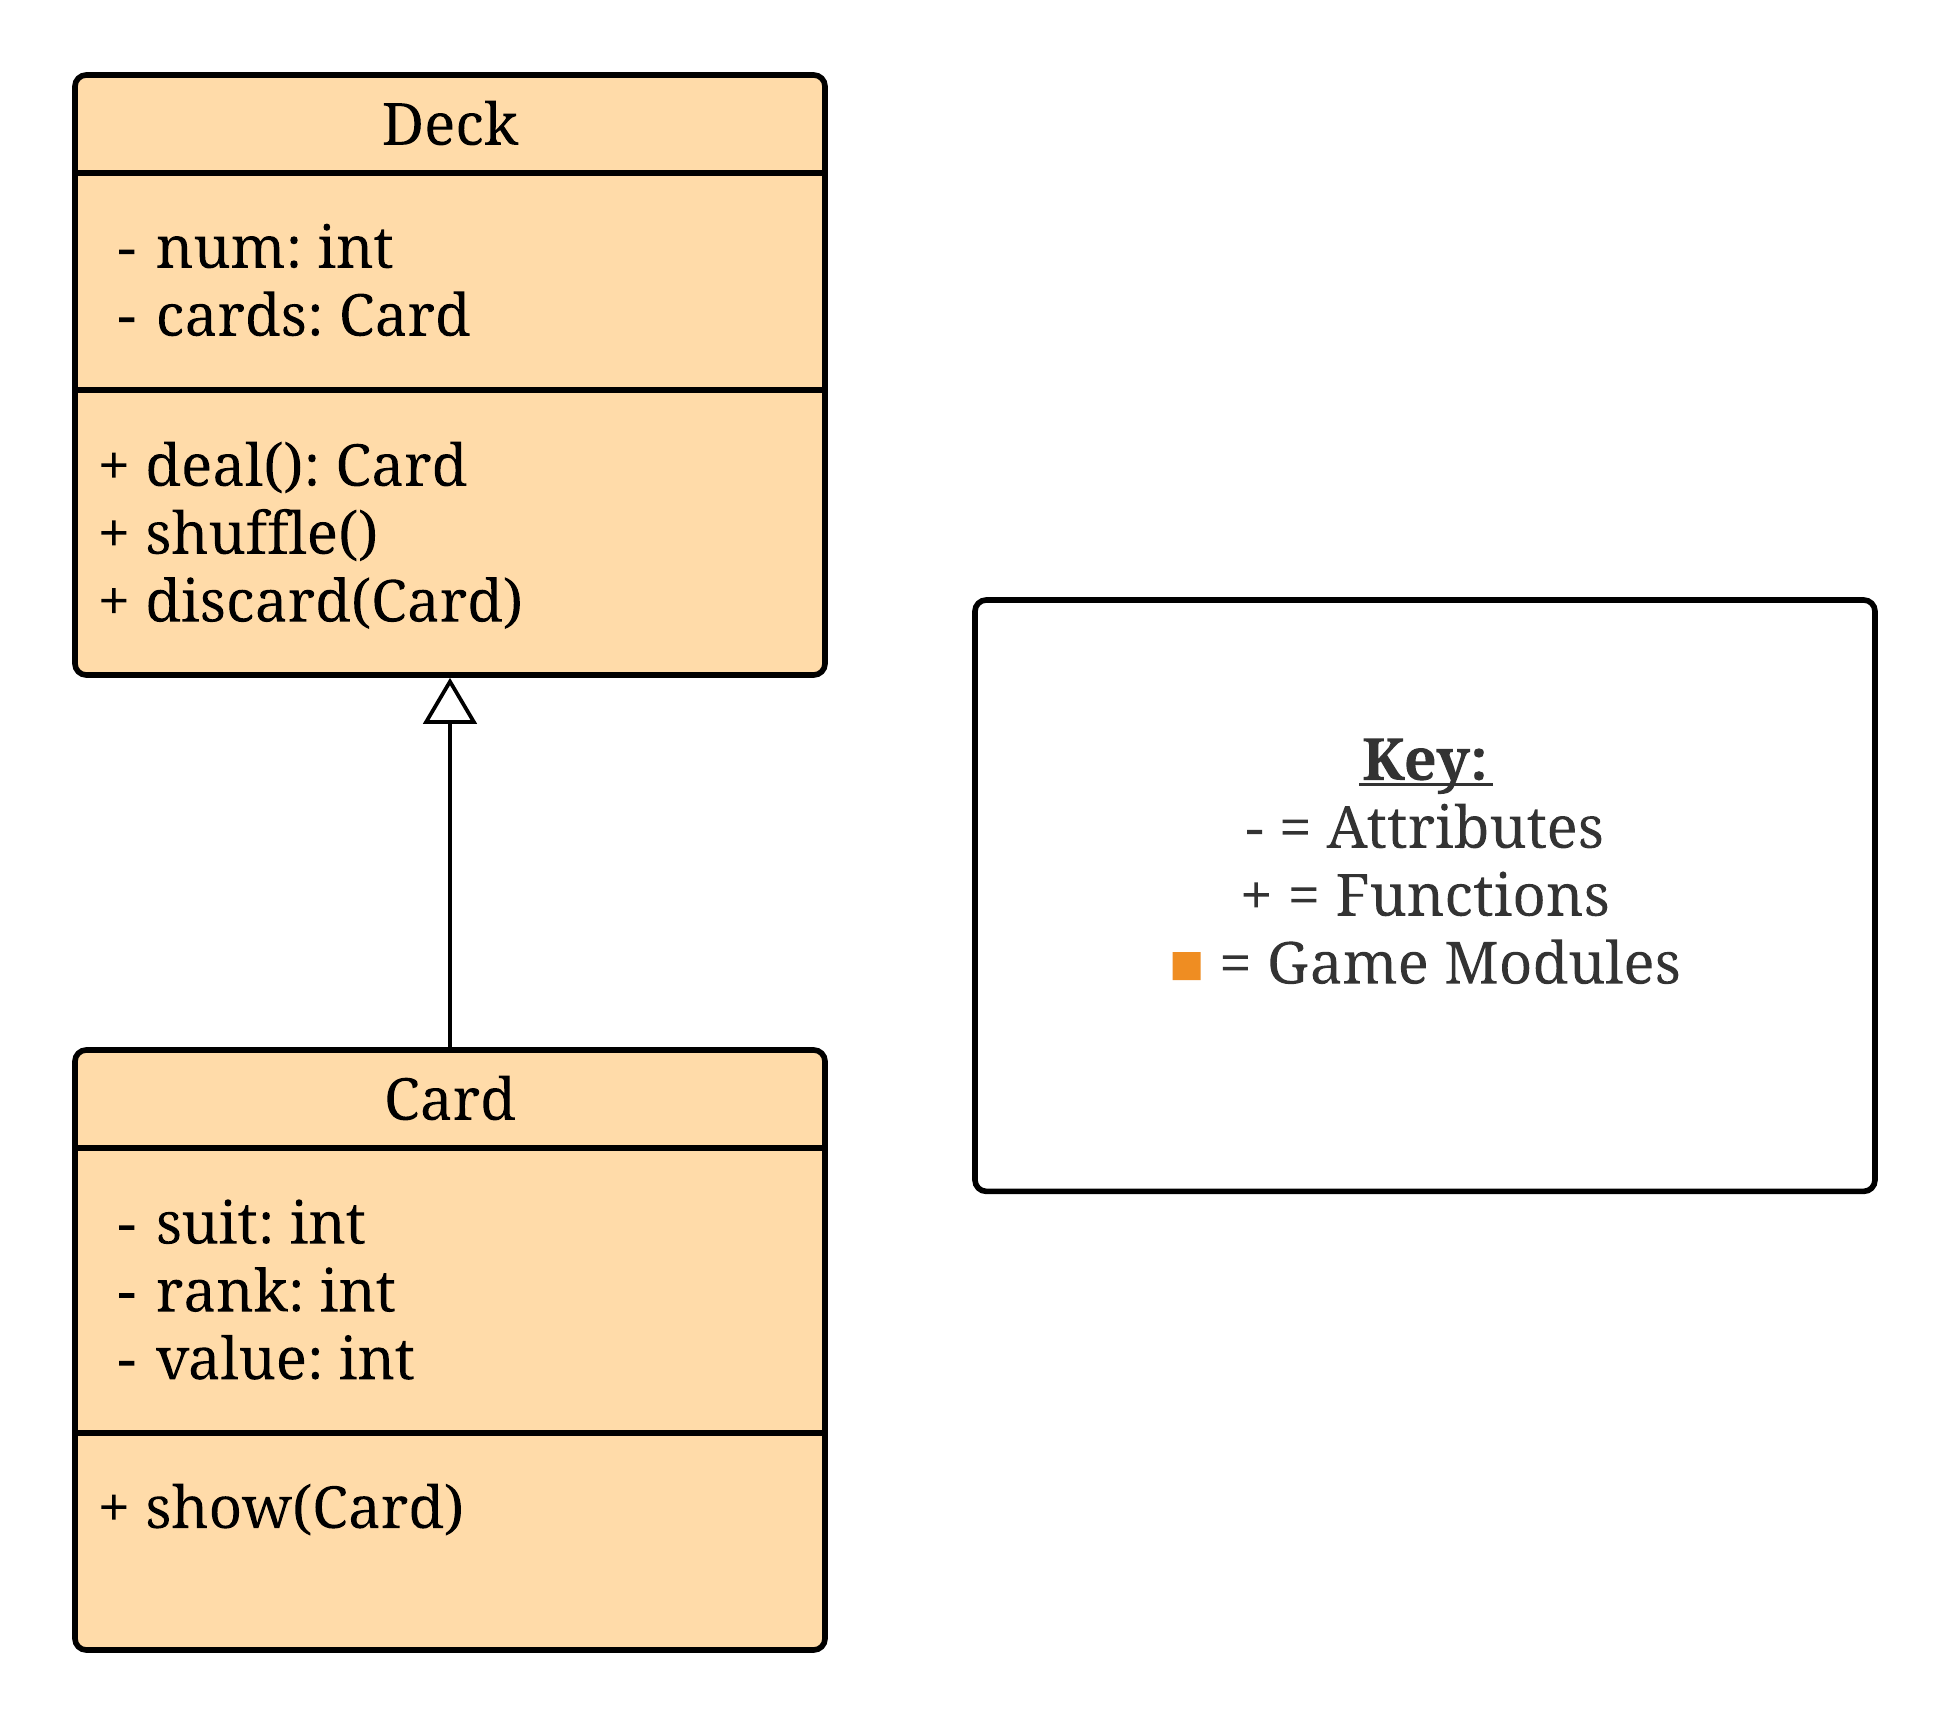 Deck
- num: int
- cards: Card
+ deal(): Card
+ shuffle()
+ discard(Card)
Card
- suit: int
- rank: int
- value: int
+ show(Card)
Key:
- = Attributes
+ = Functions
■ = Game Modules